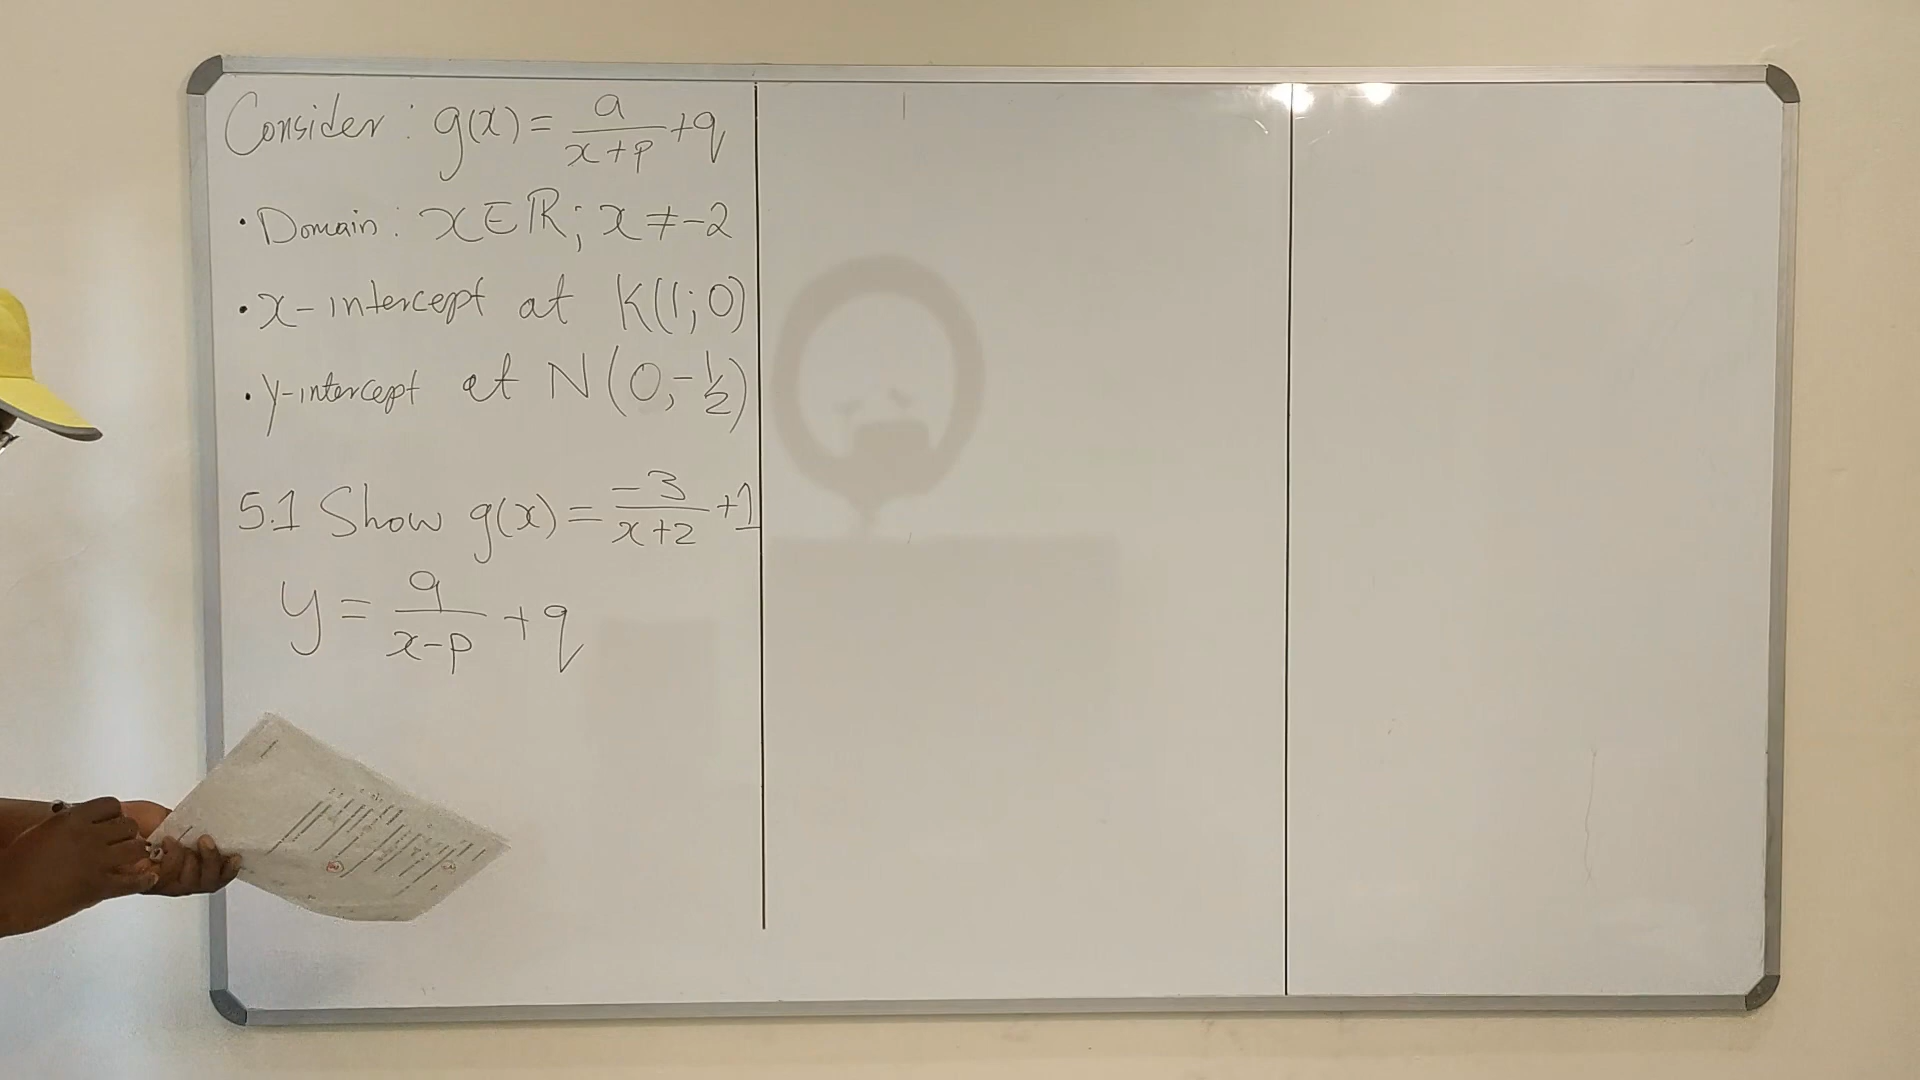 Consider : g(x) = a/(x+p) + q
· Domain : x ∈ ℝ ; x ≠ -2
· x-intercept at K(1;0)
· y-intercept at N(0;-1/2)
5.1 Show g(x) = -3/(x+2) + 1
y = a/(x-p) + q